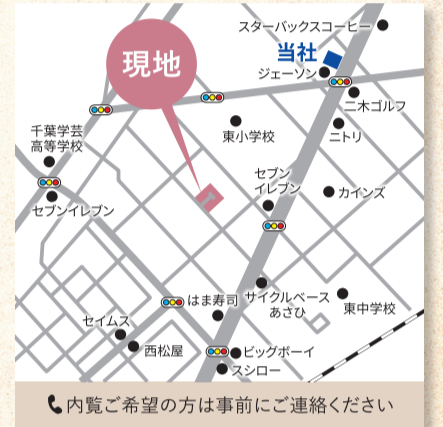 スターバックスコーヒー
当社
現地
ジェーソン
二木ゴルフ
東小学校
ニトリ
千葉学芸
高等学校
セブン
イレブン
カインズ
セブンイレブン
はま寿司
サイクルベース
あさひ
東中学校
セイムス
西松屋
ビッグボーイ
スシロー
内覧ご希望の方は事前にご連絡ください